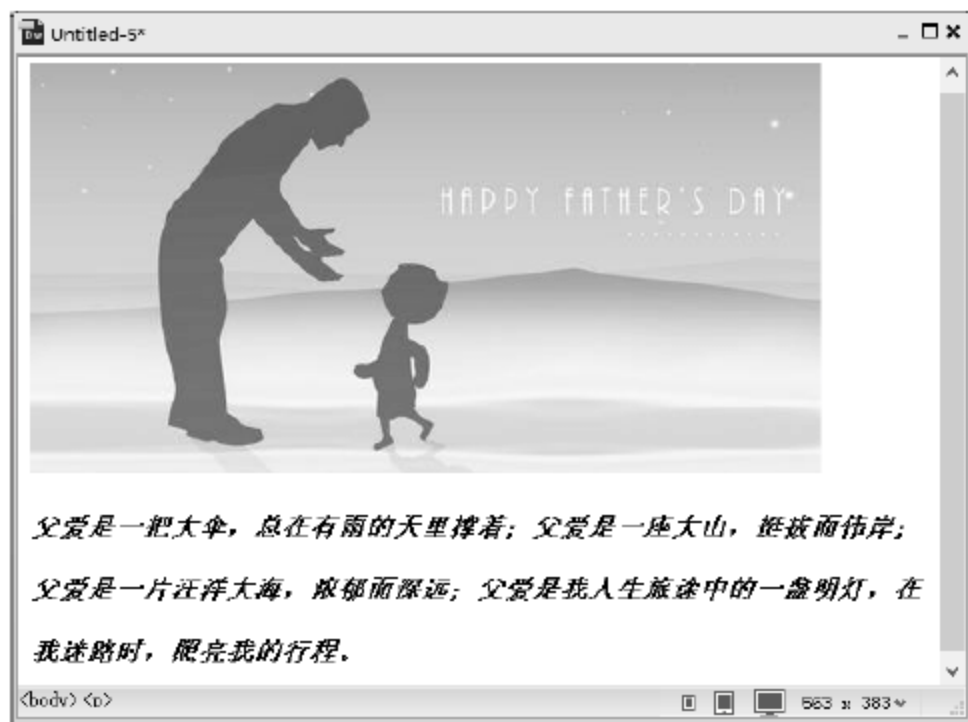 Untitled-5*
HAPPY FATHER'S DAY
父爱是一把大伞，总在有雨的天里撑着；父爱是一座大山，挺拔而伟岸；
父爱是一片汪洋大海，浓郁而深远；父爱是我人生旅途中的一盏明灯，在
我迷路时，照亮我的行程。
<body> <p>
563 x 383